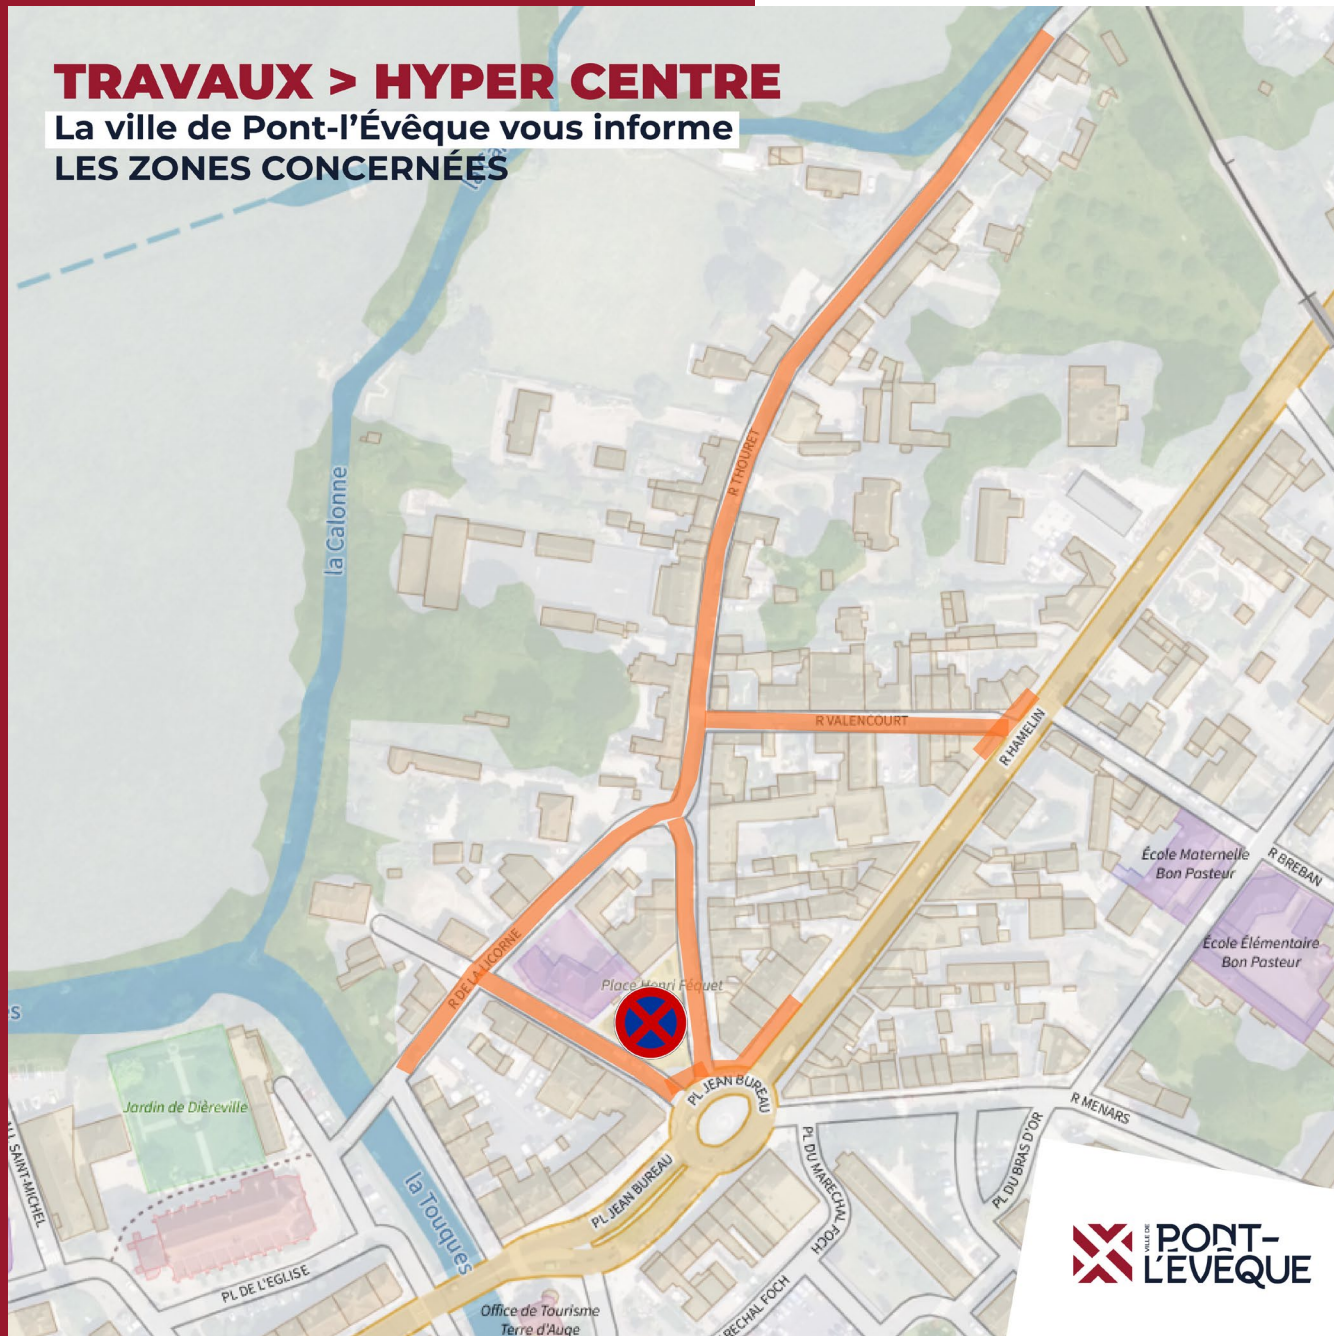 TRAVAUX > HYPER CENTRE
La ville de Pont-l'Évêque vous informe
LES ZONES CONCERNÉES
la Calonne
R THOURET
R VALENCOURT
R HAMELIN
École Maternelle
Bon Pasteur
R BREBAN
École Élémentaire
Bon Pasteur
R DE LA LICORNE
Place Henri Féquet
PL JEAN BUREAU
Jardin de Dièreville
R MENARS
PL DU BRAS D'OR
PL DU MARECHAL FOCH
PL JEAN BUREAU
la Touques
SAINT-MICHEL
PL DE L'EGLISE
Office de Tourisme
Terre d'Auge
RECHAL FOCH
VILLE DE
PONT-
L'ÉVÊQUE